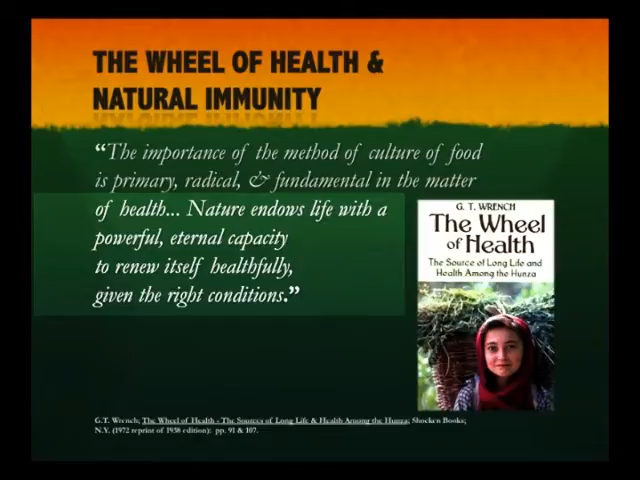 THE WHEEL OF HEALTH &
NATURAL IMMUNITY
“The importance of the method of culture of food
is primary, radical, & fundamental in the matter
of health... Nature endows life with a
powerful, eternal capacity
to renew itself healthfully,
given the right conditions.”
G. T. WRENCH
The Wheel
of Health
The Source of Long Life and
Health Among the Hunza
G.T. Wrench; The Wheel of Health - The Sources of Long Life & Health Among the Hunza; Shocken Books;
N.Y. (1972 reprint of 1938 edition): pp. 91 & 107.